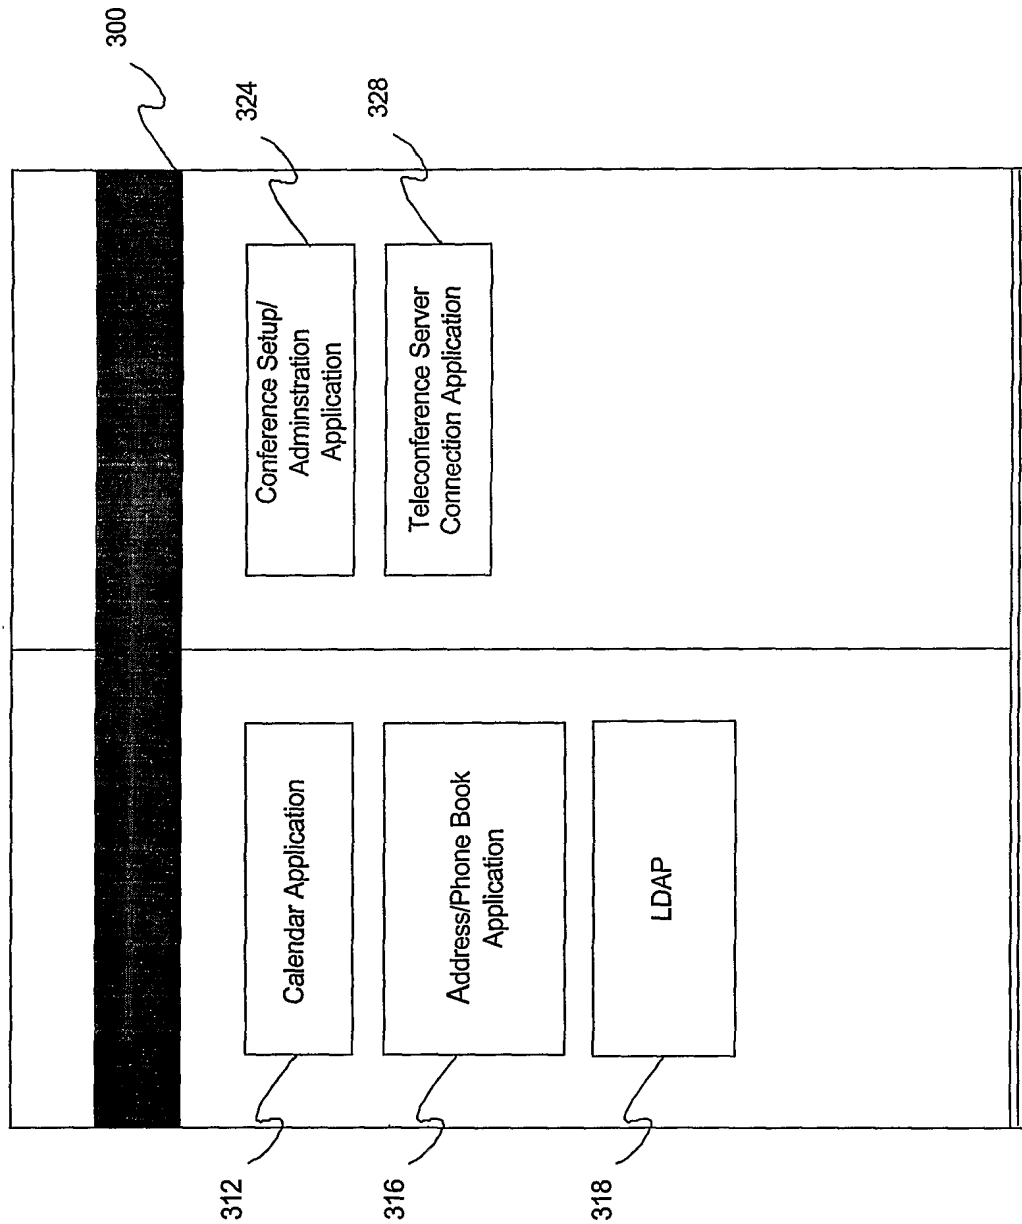 300
Calendar Application
312
Address/Phone Book
Application
316
LDAP
318
Conference Setup/
Adminstration
Application
324
Teleconference Server
Connection Application
328